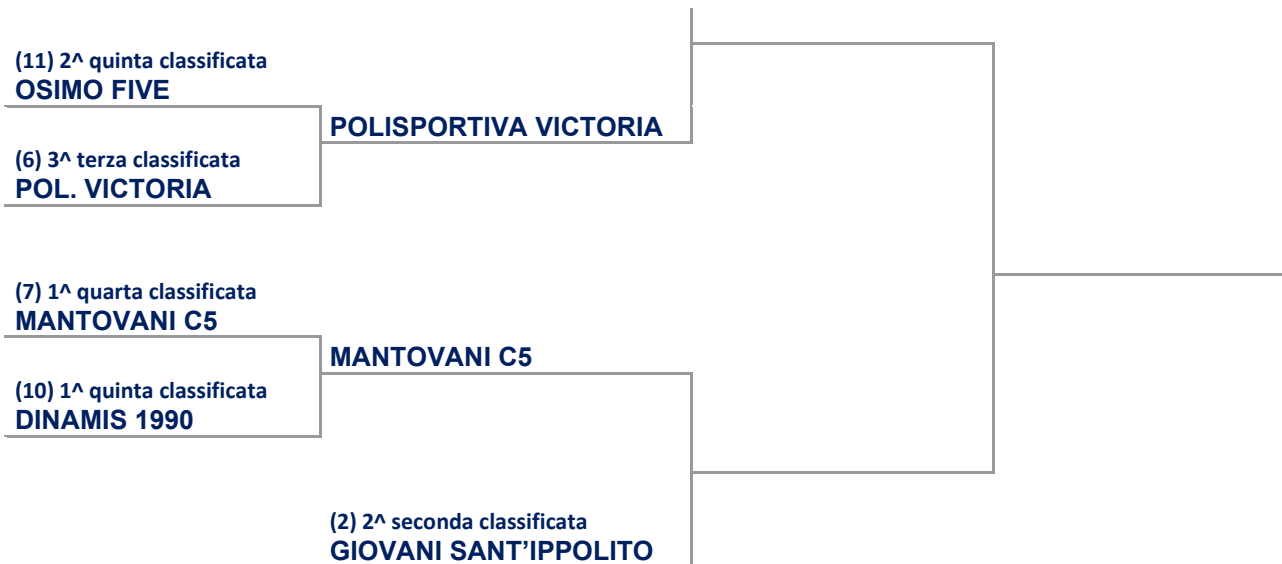 (11) 2^ quinta classificata
OSIMO FIVE
POLISPORTIVA VICTORIA
(6) 3^ terza classificata
POL. VICTORIA
(7) 1^ quarta classificata
MANTOVANI C5
MANTOVANI C5
(10) 1^ quinta classificata
DINAMIS 1990
(2) 2^ seconda classificata
GIOVANI SANT’IPPOLITO